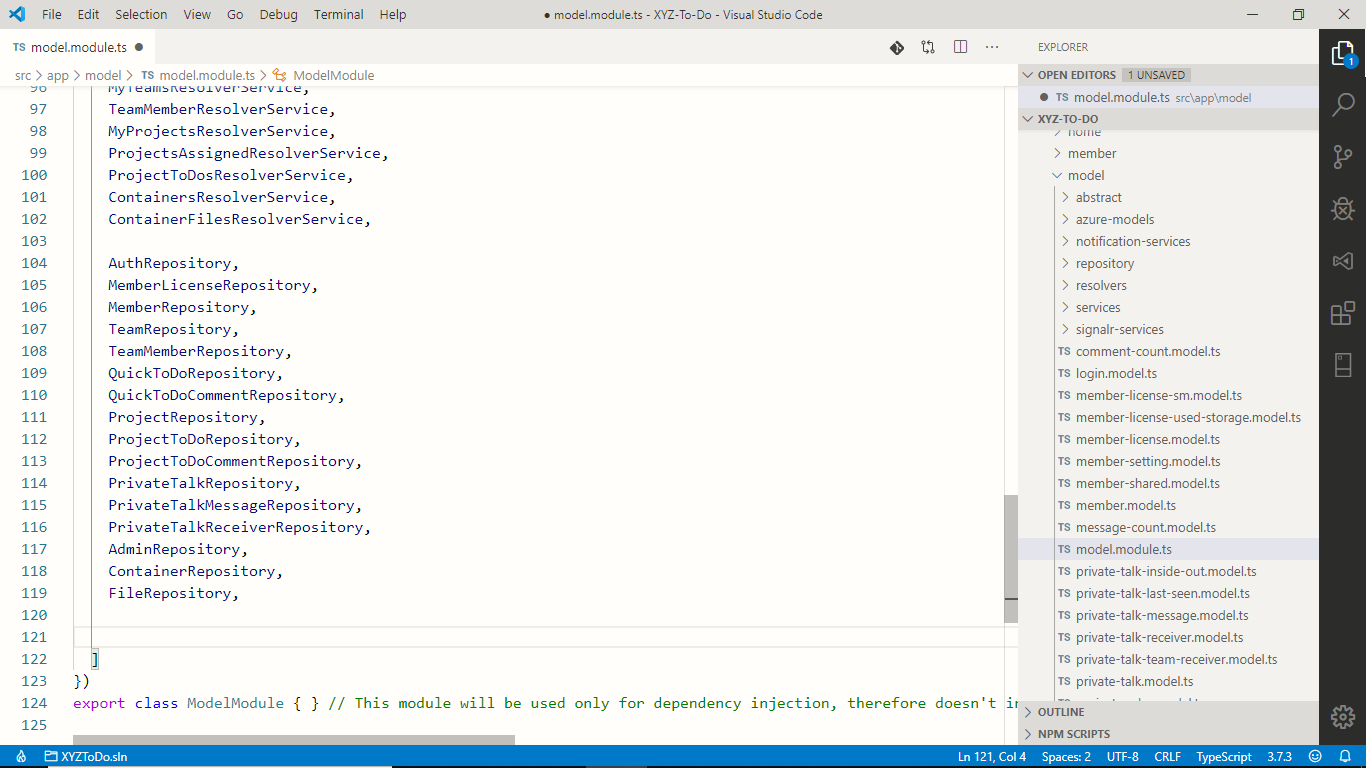 File Edit Selection View Go Debug Terminal Help ● model.module.ts - XYZ-To-Do - Visual Studio Code
TS model.module.ts ●
src > app > model > TS model.module.ts > ModelModule
96 MyTeamsResolverService,
97 TeamMemberResolverService,
98 MyProjectsResolverService,
99 ProjectsAssignedResolverService,
100 ProjectToDosResolverService,
101 ContainersResolverService,
102 ContainerFilesResolverService,
103
104 AuthRepository,
105 MemberLicenseRepository,
106 MemberRepository,
107 TeamRepository,
108 TeamMemberRepository,
109 QuickToDoRepository,
110 QuickToDoCommentRepository,
111 ProjectRepository,
112 ProjectToDoRepository,
113 ProjectToDoCommentRepository,
114 PrivateTalkRepository,
115 PrivateTalkMessageRepository,
116 PrivateTalkReceiverRepository,
117 AdminRepository,
118 ContainerRepository,
119 FileRepository,
120
121
122 ]
123 })
124 export class ModelModule { } // This module will be used only for dependency injection, therefore doesn't in
125
EXPLORER
OPEN EDITORS 1 UNSAVED
● TS model.module.ts src\app\model
XYZ-TO-DO
home
member
model
abstract
azure-models
notification-services
repository
resolvers
services
signalr-services
TS comment-count.model.ts
TS login.model.ts
TS member-license-sm.model.ts
TS member-license-used-storage.model.ts
TS member-license.model.ts
TS member-setting.model.ts
TS member-shared.model.ts
TS member.model.ts
TS message-count.model.ts
TS model.module.ts
TS private-talk-inside-out.model.ts
TS private-talk-last-seen.model.ts
TS private-talk-message.model.ts
TS private-talk-receiver.model.ts
TS private-talk-team-receiver.model.ts
TS private-talk.model.ts
OUTLINE
NPM SCRIPTS
1
XYZToDo.sln Ln 121, Col 4 Spaces: 2 UTF-8 CRLF TypeScript 3.7.3